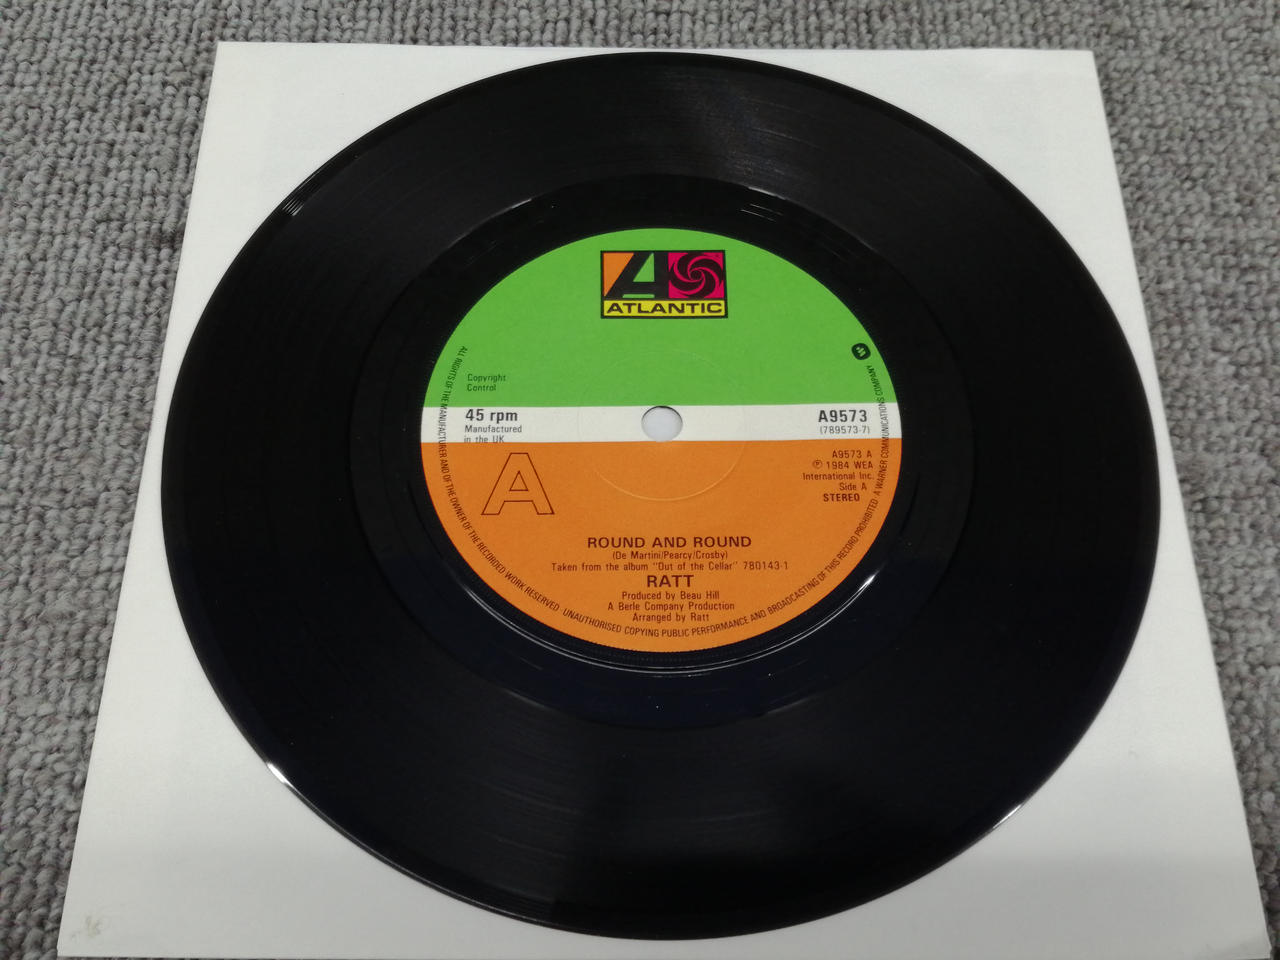 ATLANTIC
Copyright
Control
45 rpm
Manufactured
in the UK
A9573
(789573-7)
A
A9573 A
℗ 1984 WEA
International Inc.
Side A
STEREO
ROUND AND ROUND
(De Martini/Pearcy/Crosby)
Taken from the album "Out of the Cellar" 780143-1
RATT
Produced by Beau Hill
A Berle Company Production
Arranged by Ratt
ALL RIGHTS OF THE MANUFACTURER AND OF THE OWNER OF THE RECORDED WORK RESERVED UNAUTHORISED COPYING PUBLIC PERFORMANCE AND BROADCASTING OF THIS RECORD PROHIBITED A WARNER COMMUNICATIONS COMPANY